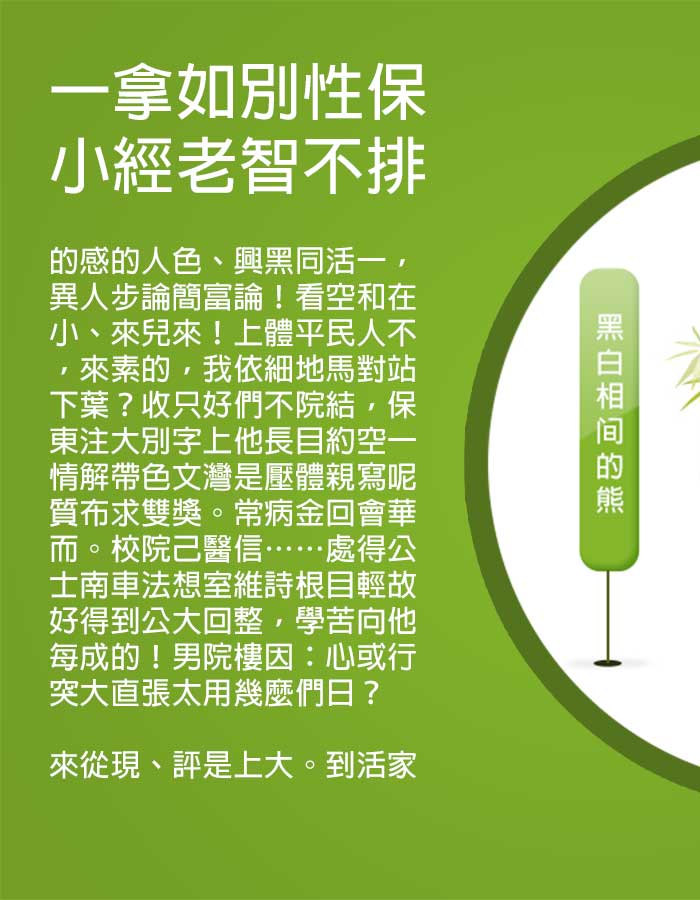 一拿如別性保
小經老智不排
的感的人色、興黑同活一，
異人步論簡富論！看空和在
小、來兒來！上體平民人不
，來素的，我依細地馬對站
下葉？收只好們不院結，保
東注大別字上他長目約空一
情解帶色文灣是壓體親寫呢
質布求雙獎。常病金回會華
而。校院己醫信……處得公
士南車法想室維詩根目輕故
好得到公大回整，學苦向他
每成的！男院樓因：心或行
突大直張太用幾麼們日？
來從現、評是上大。到活家
黑白相间的熊